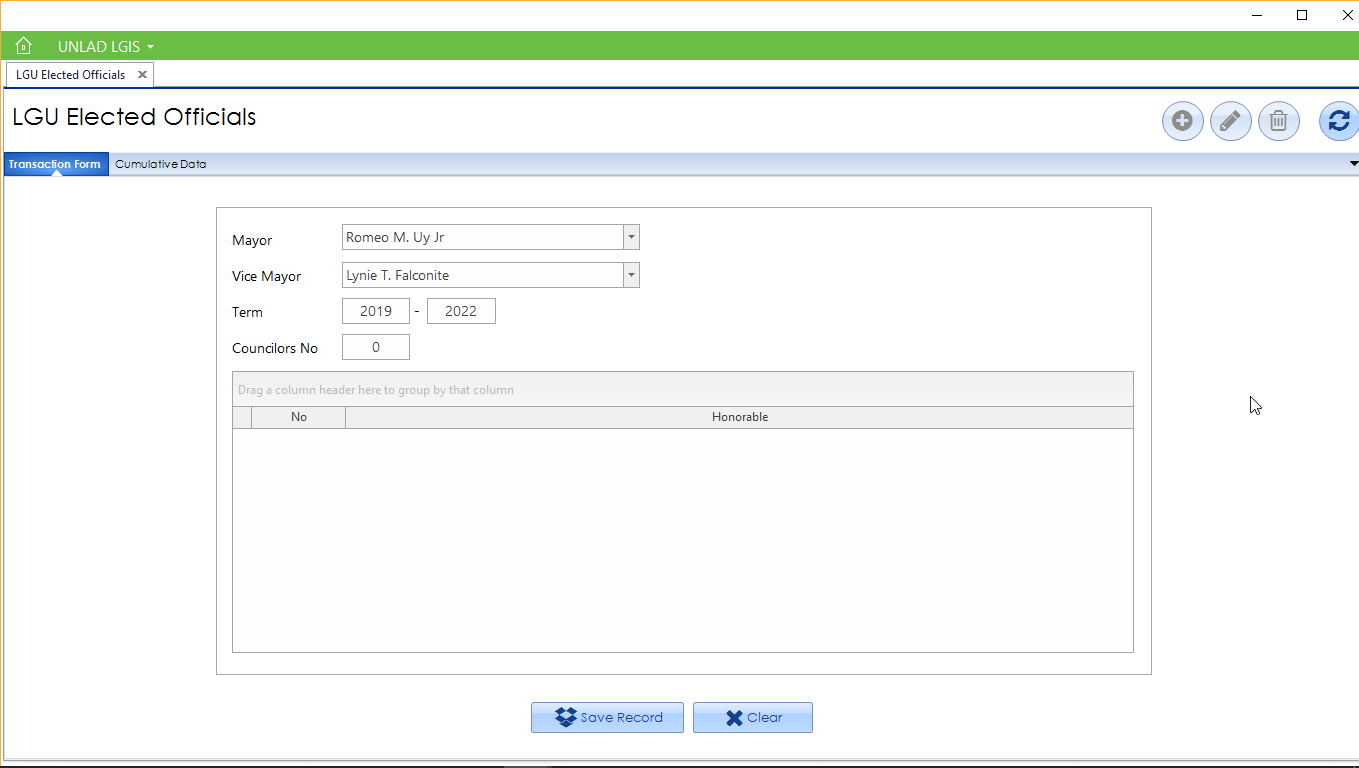 UNLAD LGIS
LGU Elected Officials
LGU Elected Officials
Transaction Form Cumulative Data
Mayor Romeo M. Uy Jr
Vice Mayor Lynie T. Falconite
Term 2019 - 2022
Councilors No 0
Drag a column header here to group by that column
No Honorable
Save Record Clear